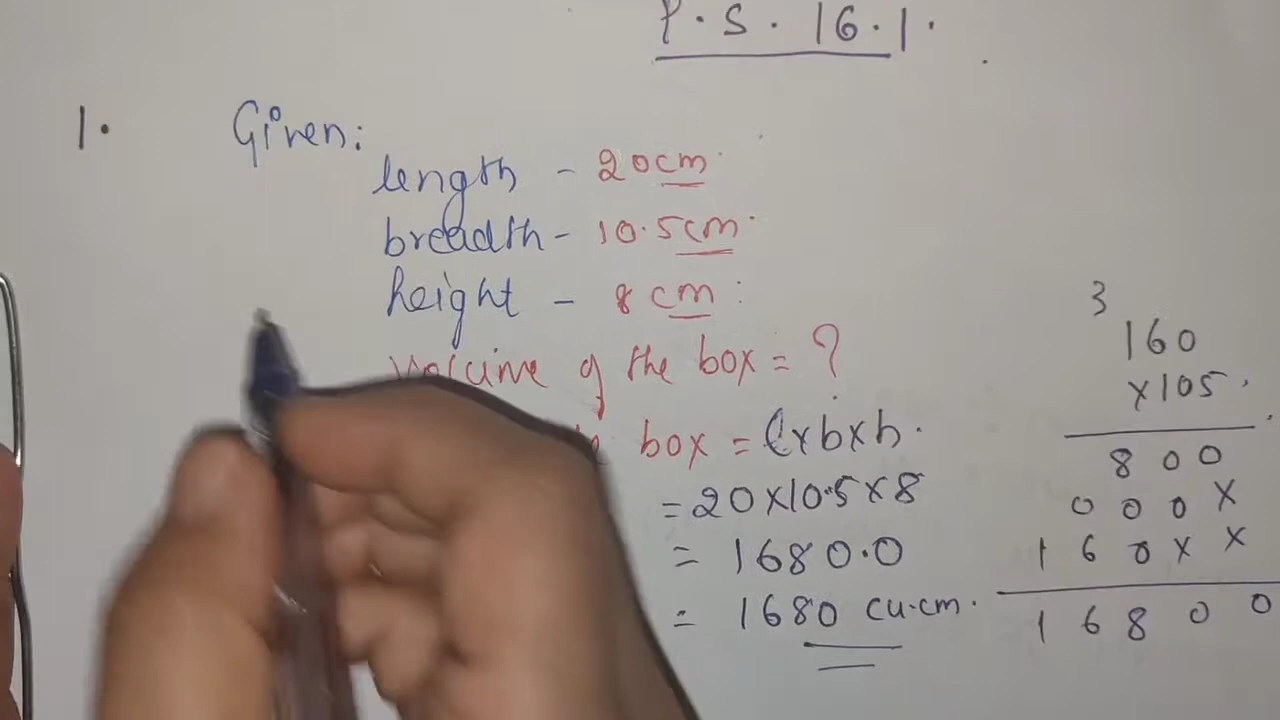 P.S. 16.1.
1.
Given:
length - 20cm
breadth - 10.5cm
height - 8 cm
volume of the box = ?
box = l×b×h.
= 20×10.5×8
= 1680.0
= 1680 cu.cm.
3
160
×105
800
000×
160××
16800